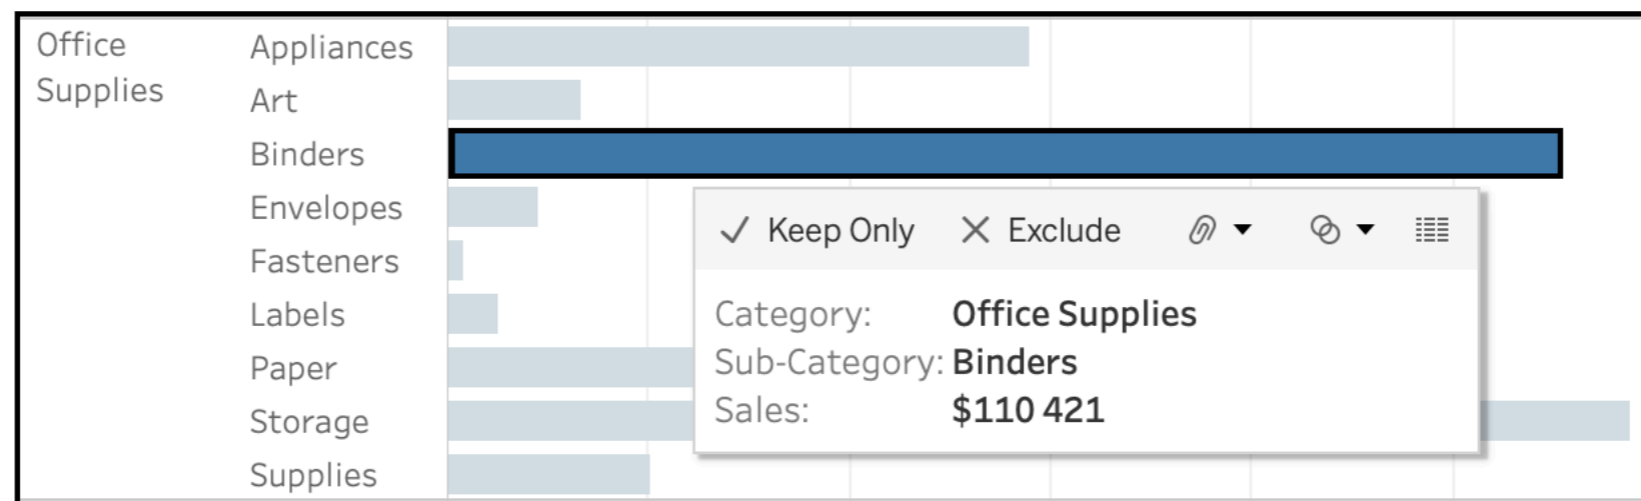 Office
Supplies
Appliances
Art
Binders
Envelopes
Fasteners
Labels
Paper
Storage
Supplies
Keep Only Exclude
Category: Office Supplies
Sub-Category: Binders
Sales: $110 421